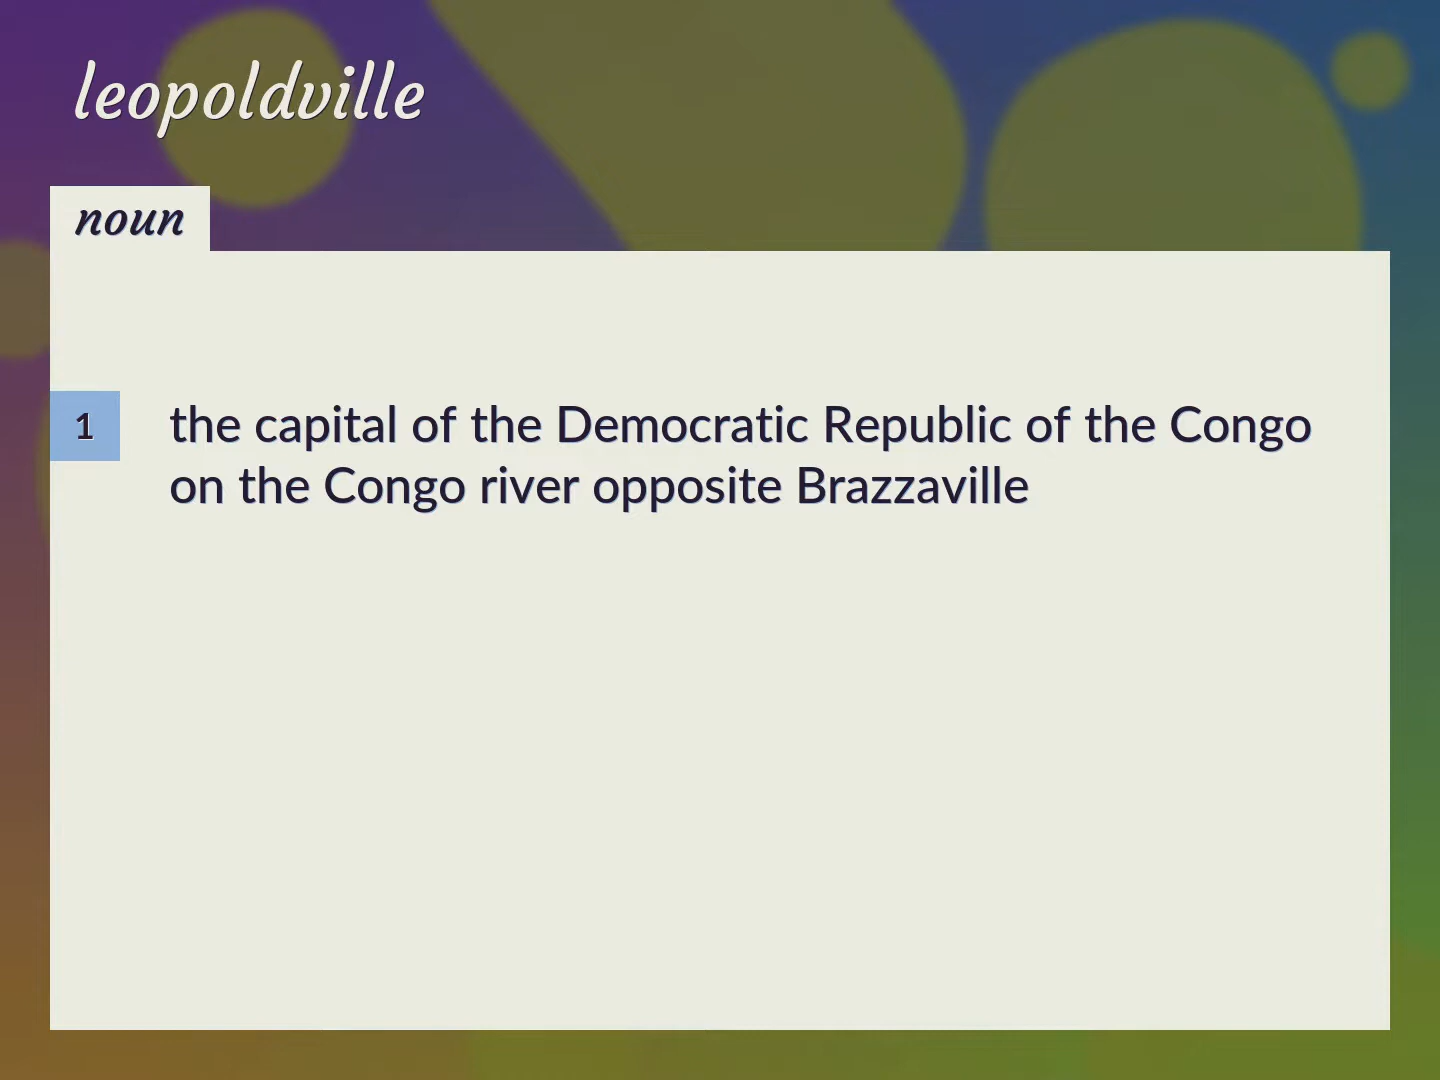 leopoldville
noun
1
the capital of the Democratic Republic of the Congo
on the Congo river opposite Brazzaville